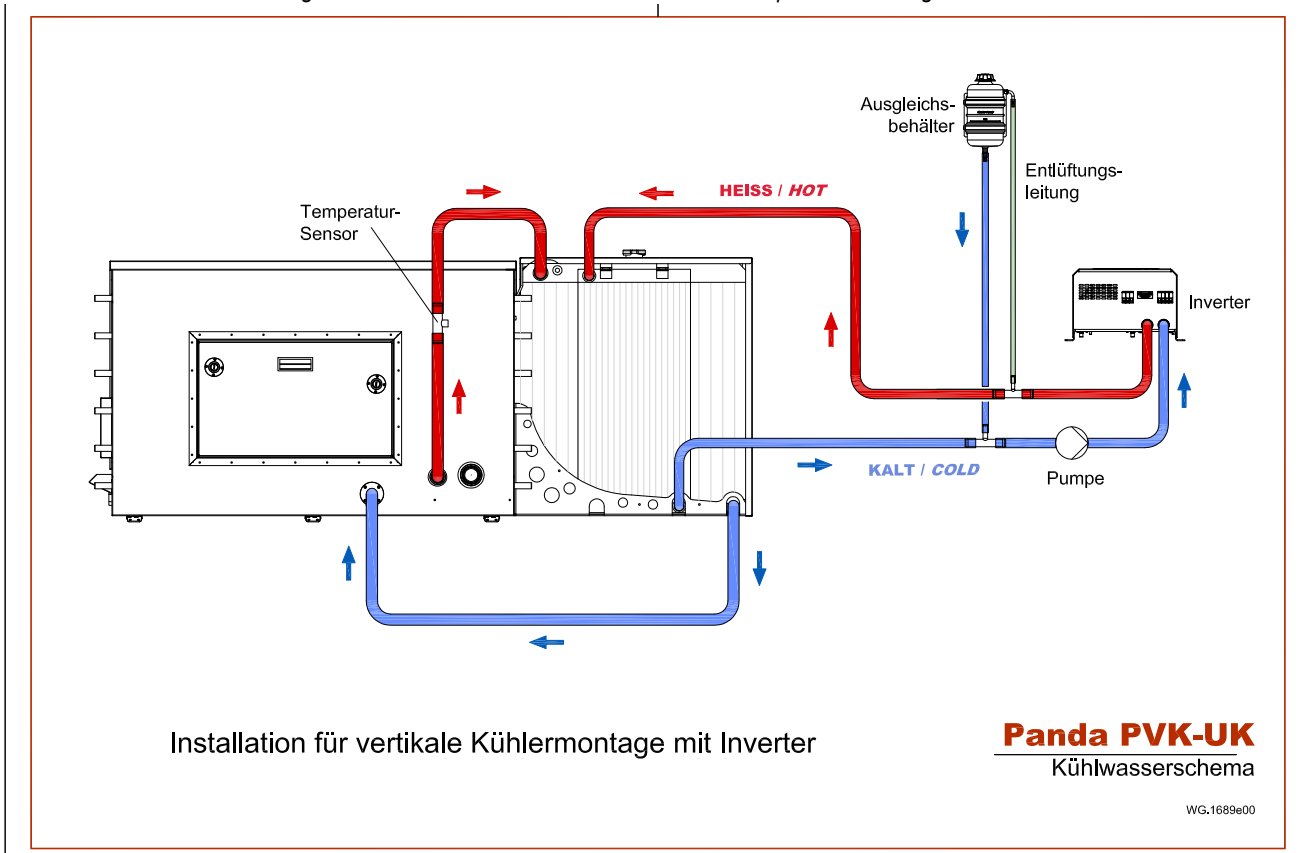 Ausgleichs-
behälter
Entlüftungs-
leitung
HEISS / HOT
Temperatur-
Sensor
Inverter
KALT / COLD
Pumpe
Installation für vertikale Kühlermontage mit Inverter
Panda PVK-UK
Kühlwasserschema
WG.1689e00